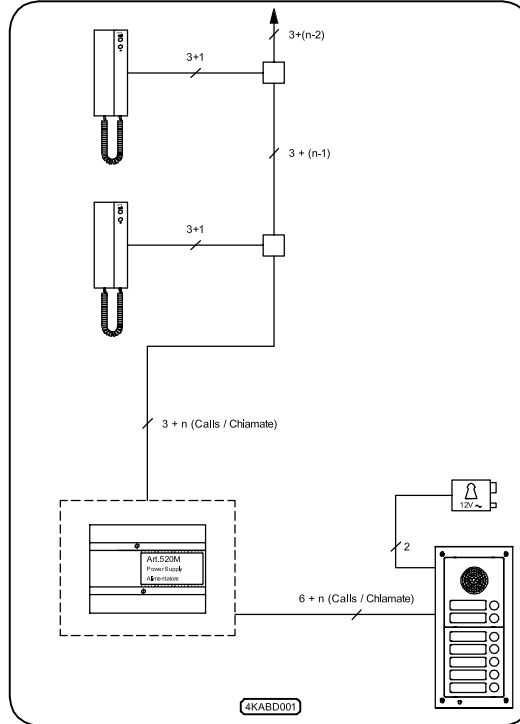 3+(n-2)
3+1
3 + (n-1)
3+1
3 + n (Calls / Chiamate)
12V ~
2
Art.520M
Power Supply
Alimentatore
6 + n (Calls / Chiamate)
4KABD001